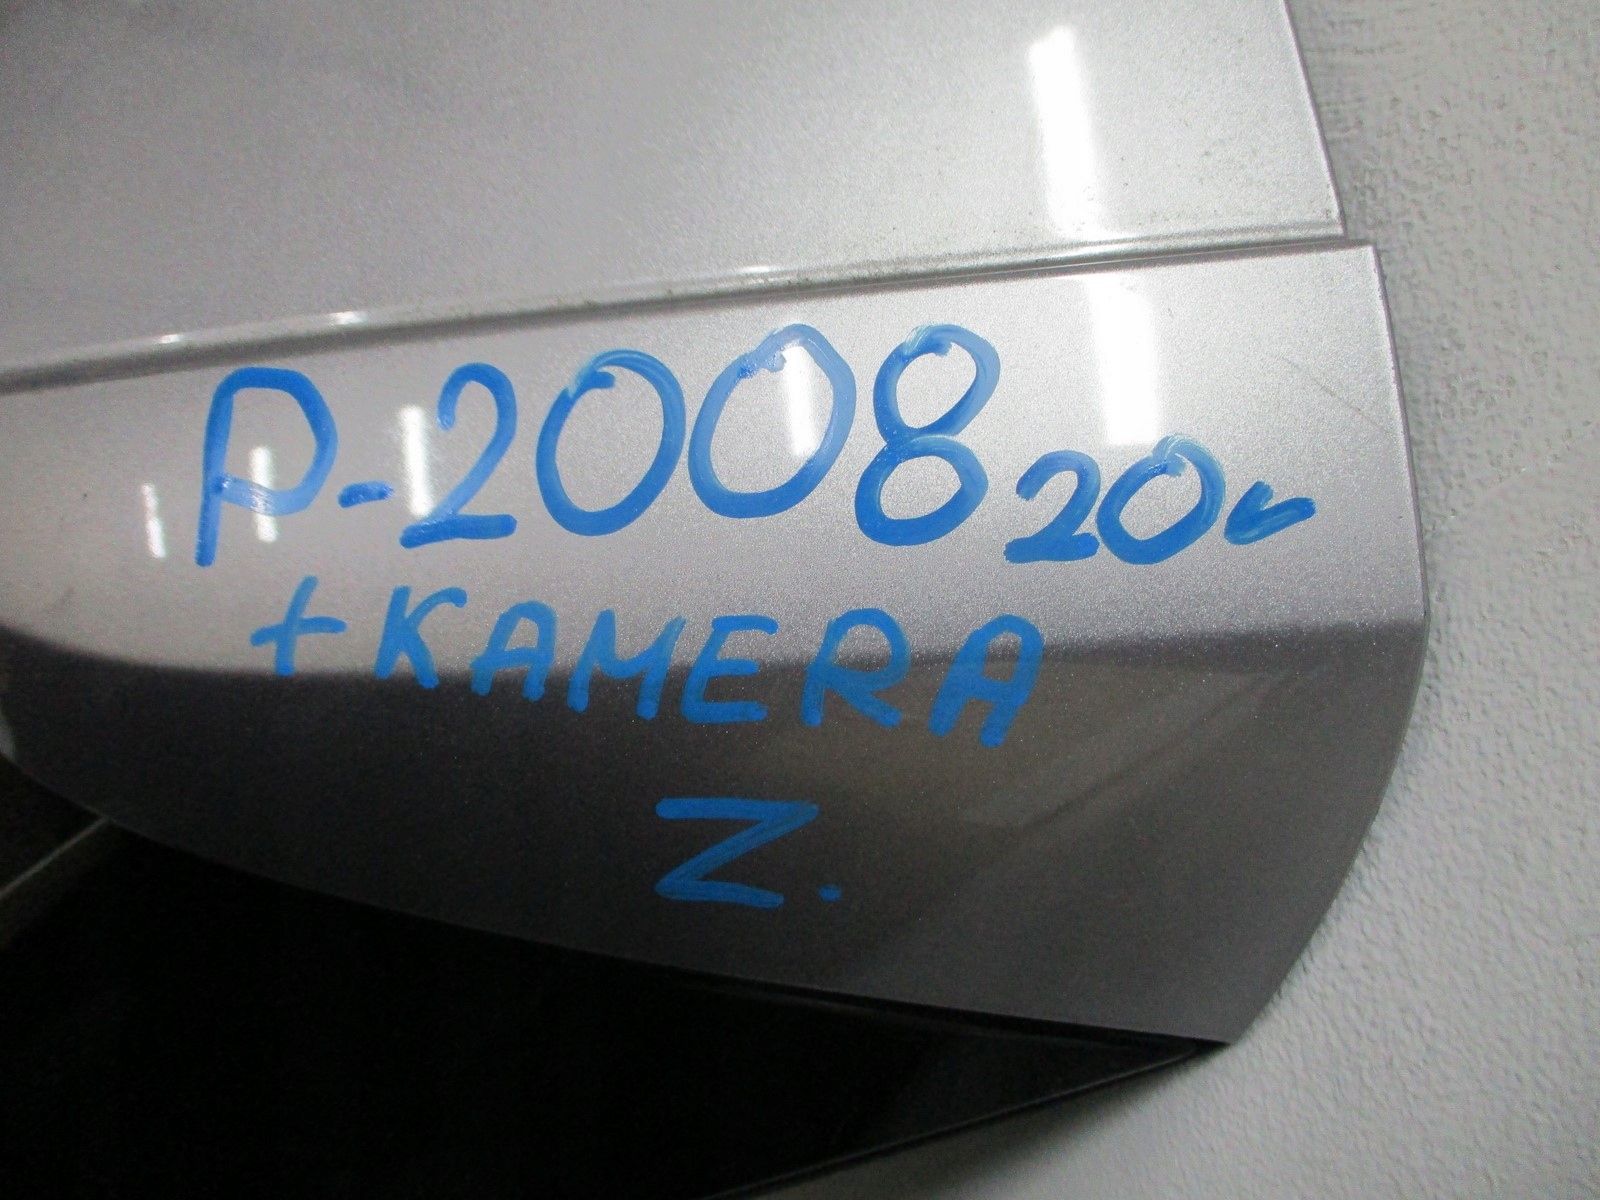 P-2008 20r
+KAMERA
Z.